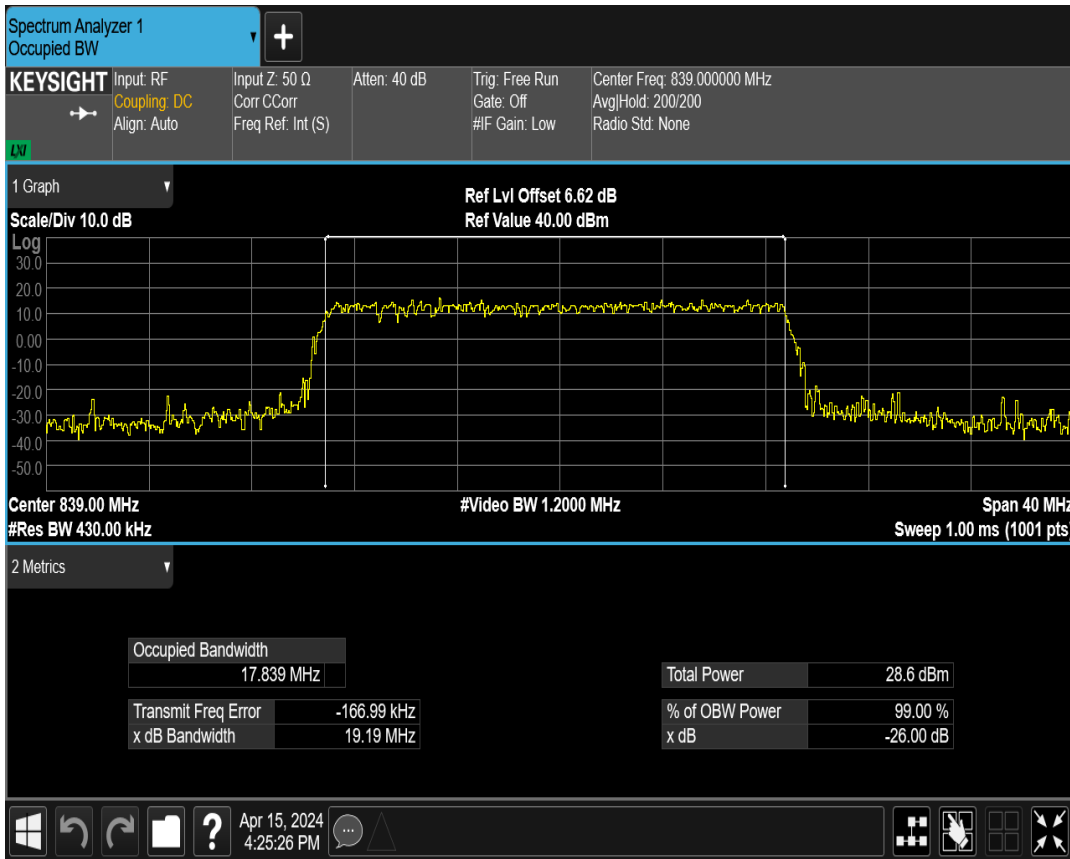 Spectrum Analyzer 1
Occupied BW
KEYSIGHT
LXI
Input: RF
Coupling: DC
Align: Auto
Input Z: 50 Ω
Corr CCorr
Freq Ref: Int (S)
Atten: 40 dB
Trig: Free Run
Gate: Off
#IF Gain: Low
Center Freq: 839.000000 MHz
Avg|Hold: 200/200
Radio Std: None
1 Graph
Ref Lvl Offset 6.62 dB
Scale/Div 10.0 dB
Ref Value 40.00 dBm
Log
30.0
20.0
10.0
0.00
-10.0
-20.0
-30.0
-40.0
-50.0
Center 839.00 MHz
#Video BW 1.2000 MHz
Span 40 MHz
#Res BW 430.00 kHz
Sweep 1.00 ms (1001 pts)
2 Metrics
Occupied Bandwidth
17.839 MHz
Transmit Freq Error -166.99 kHz
x dB Bandwidth 19.19 MHz
Total Power 28.6 dBm
% of OBW Power 99.00 %
x dB -26.00 dB
?
Apr 15, 2024
4:25:26 PM